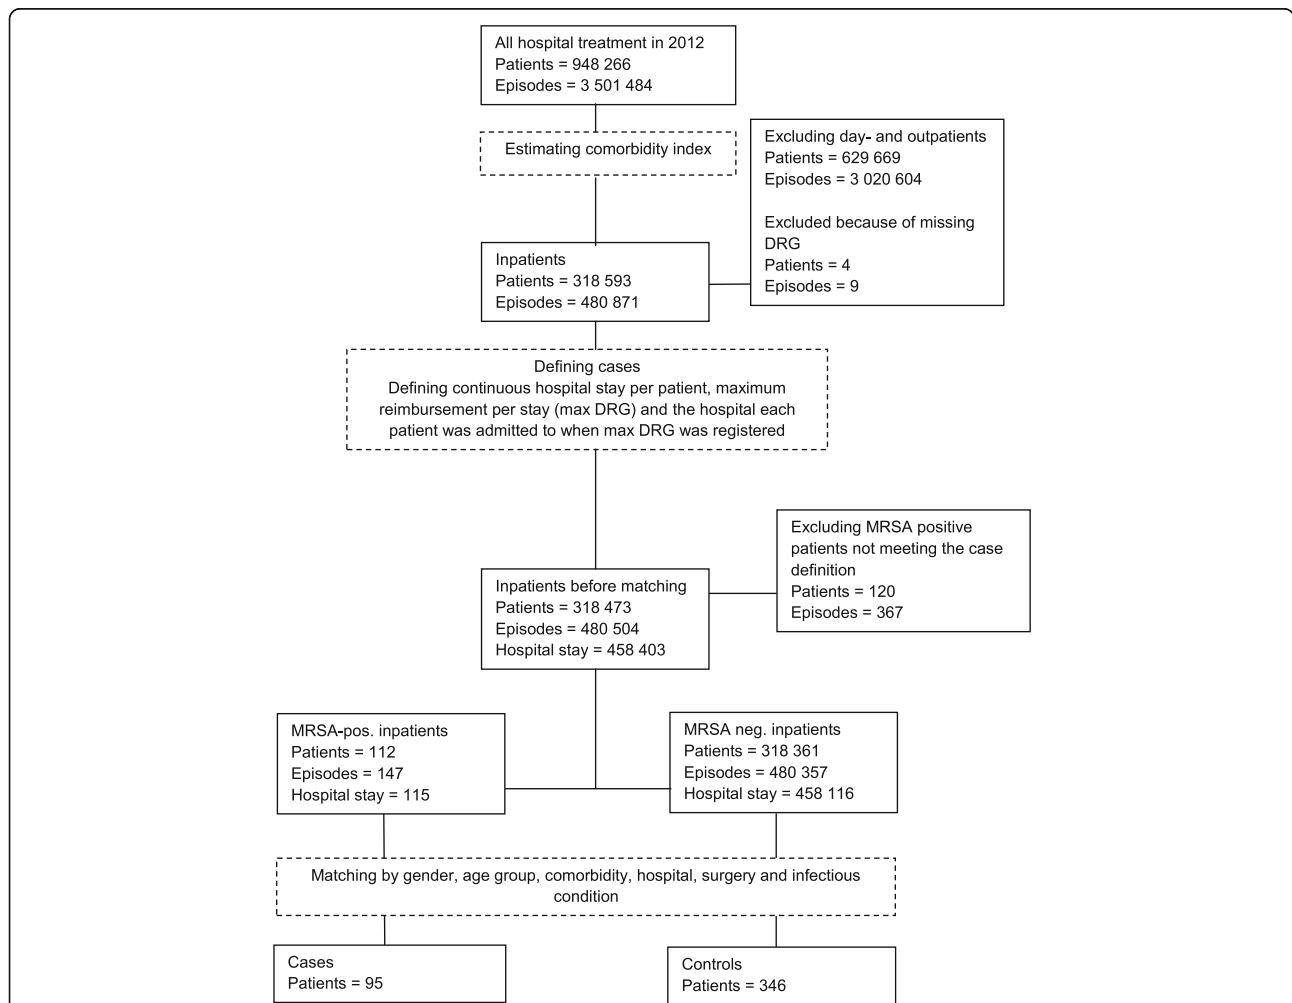 All hospital treatment in 2012
Patients = 948 266
Episodes = 3 501 484
Estimating comorbidity index
Excluding day- and outpatients
Patients = 629 669
Episodes = 3 020 604
Excluded because of missing
DRG
Patients = 4
Episodes = 9
Inpatients
Patients = 318 593
Episodes = 480 871
Defining cases
Defining continuous hospital stay per patient, maximum
reimbursement per stay (max DRG) and the hospital each
patient was admitted to when max DRG was registered
Excluding MRSA positive
patients not meeting the case
definition
Patients = 120
Episodes = 367
Inpatients before matching
Patients = 318 473
Episodes = 480 504
Hospital stay = 458 403
MRSA-pos. inpatients
Patients = 112
Episodes = 147
Hospital stay = 115
MRSA neg. inpatients
Patients = 318 361
Episodes = 480 357
Hospital stay = 458 116
Matching by gender, age group, comorbidity, hospital, surgery and infectious
condition
Cases
Patients = 95
Controls
Patients = 346